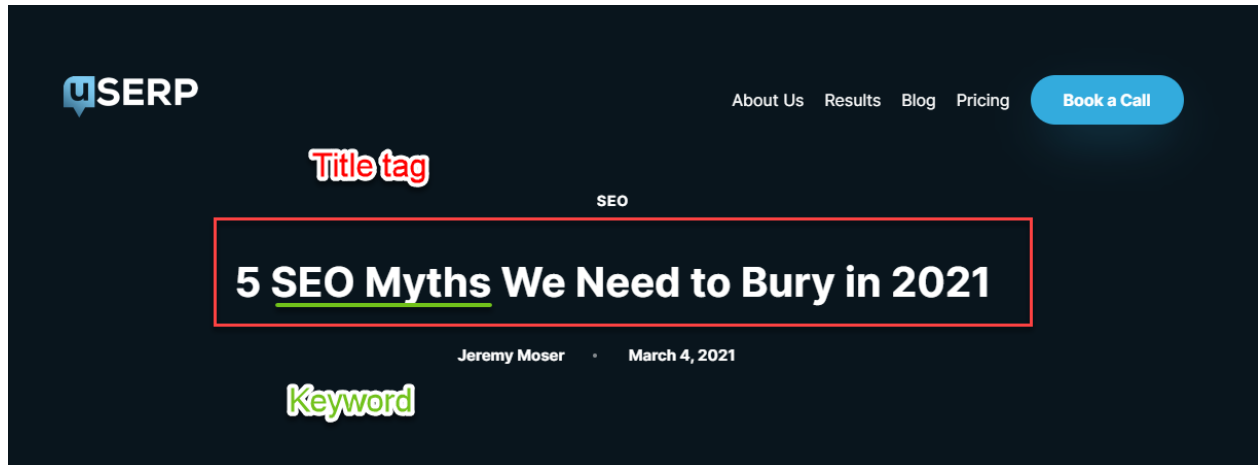 uSERP
About Us Results Blog Pricing Book a Call
Title tag
SEO
5 SEO Myths We Need to Bury in 2021
Jeremy Moser • March 4, 2021
Keyword